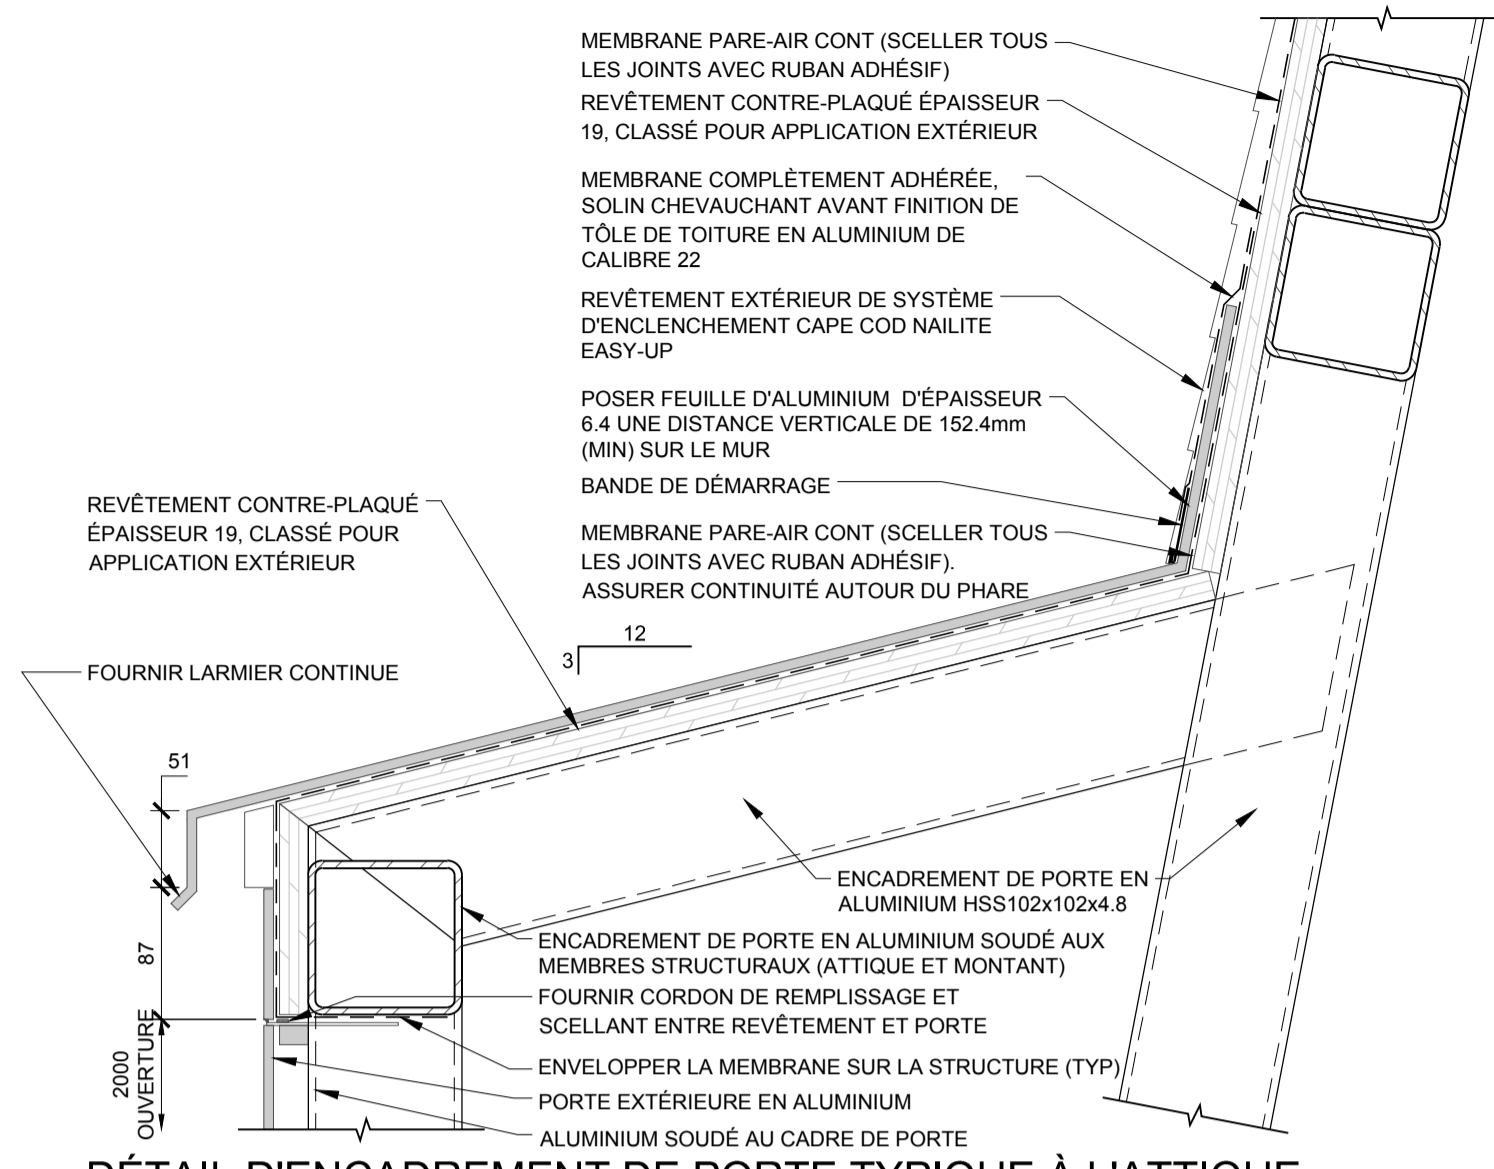 MEMBRANE PARE-AIR CONT (SCELLER TOUS
LES JOINTS AVEC RUBAN ADHÉSIF)
REVÊTEMENT CONTRE-PLAQUÉ ÉPAISSEUR
19, CLASSÉ POUR APPLICATION EXTÉRIEUR
MEMBRANE COMPLÈTEMENT ADHÉRÉE,
SOLIN CHEVAUCHANT AVANT FINITION DE
TÔLE DE TOITURE EN ALUMINIUM DE
CALIBRE 22
REVÊTEMENT EXTÉRIEUR DE SYSTÈME
D'ENCLENCHEMENT CAPE COD NAILITE
EASY-UP
POSER FEUILLE D'ALUMINIUM D'ÉPAISSEUR
6.4 UNE DISTANCE VERTICALE DE 152.4mm
(MIN) SUR LE MUR
BANDE DE DÉMARRAGE
MEMBRANE PARE-AIR CONT (SCELLER TOUS
LES JOINTS AVEC RUBAN ADHÉSIF).
ASSURER CONTINUITÉ AUTOUR DU PHARE
REVÊTEMENT CONTRE-PLAQUÉ
ÉPAISSEUR 19, CLASSÉ POUR
APPLICATION EXTÉRIEUR
12
3
FOURNIR LARMIER CONTINUE
51
87
2000
OUVERTURE
ENCADREMENT DE PORTE EN
ALUMINIUM HSS102x102x4.8
ENCADREMENT DE PORTE EN ALUMINIUM SOUDÉ AUX
MEMBRES STRUCTURAUX (ATTIQUE ET MONTANT)
FOURNIR CORDON DE REMPLISSAGE ET
SCELLANT ENTRE REVÊTEMENT ET PORTE
ENVELOPPER LA MEMBRANE SUR LA STRUCTURE (TYP)
PORTE EXTÉRIEURE EN ALUMINIUM
ALUMINIUM SOUDÉ AU CADRE DE PORTE
DÉTAIL D'ENCADREMENT DE PORTE TYPIQUE À L'ATTIQUE